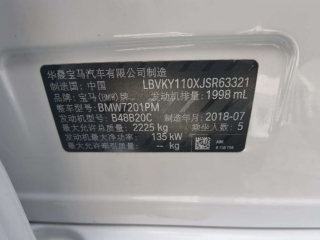 华晨宝马汽车有限公司制造
制造国：中国 LBVKY110XJSR63321
品牌：宝马(BMW)牌 发动机排量：1998 mL
整车型号：BMW7201PM
发动机型号：B48B20C 制造年月：2018-07
最大允许总质量：2225 kg 乘坐人数：5
发动机最大净功率：135 kW
最大允许牵引质量：-- kg